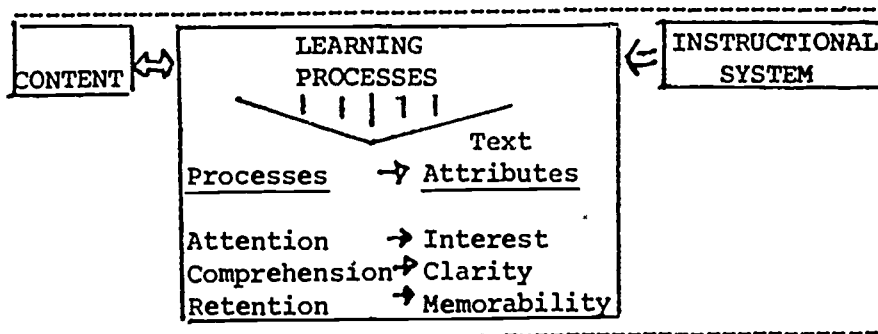 CONTENT
LEARNING
PROCESSES
INSTRUCTIONAL
SYSTEM
Text
Processes → Attributes
Attention → Interest
Comprehension → Clarity
Retention → Memorability